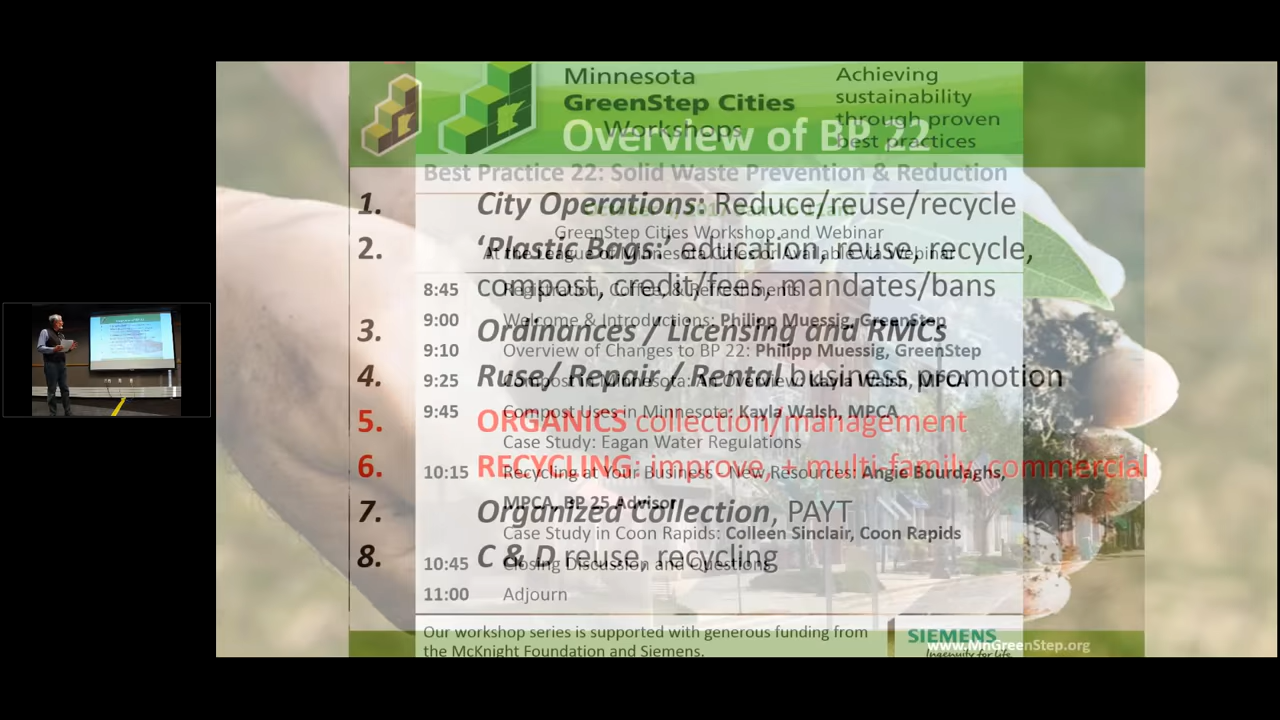 Minnesota
GreenStep Cities
Workshops
Achieving
sustainability
through proven
best practices
Overview of BP 22
Best Practice 22: Solid Waste Prevention & Reduction
GreenStep Cities Workshop and Webinar
At the League of Minnesota Cities or Available via Webinar
1. City Operations: Reduce/reuse/recycle
2. ‘Plastic Bags:’ education, reuse, recycle,
compost, credit/fees, mandates/bans
3. Ordinances / Licensing and RMCs
4. Ruse/ Repair / Rental business promotion
5. ORGANICS collection/management
6. RECYCLING: improve, + multi-family, commercial
7. Organized Collection, PAYT
8. C & D reuse, recycling
8:45 Registration, Coffee, & Refreshments
9:00 Welcome & Introductions: Philipp Muessig, GreenStep
9:10 Overview of Changes to BP 22: Philipp Muessig, GreenStep
9:25 Compost in Minnesota: An Overview: Kayla Walsh, MPCA
9:45 Compost Uses in Minnesota: Kayla Walsh, MPCA
Case Study: Eagan Water Regulations
10:15 Recycling at Your Business - New Resources: Angie Bourdaghs,
MPCA, BP 25 Advisor
Case Study in Coon Rapids: Colleen Sinclair, Coon Rapids
10:45 Closing Discussion and Questions
11:00 Adjourn
Our workshop series is supported with generous funding from
the McKnight Foundation and Siemens.
SIEMENS
Ingenuity for life
www.MnGreenStep.org